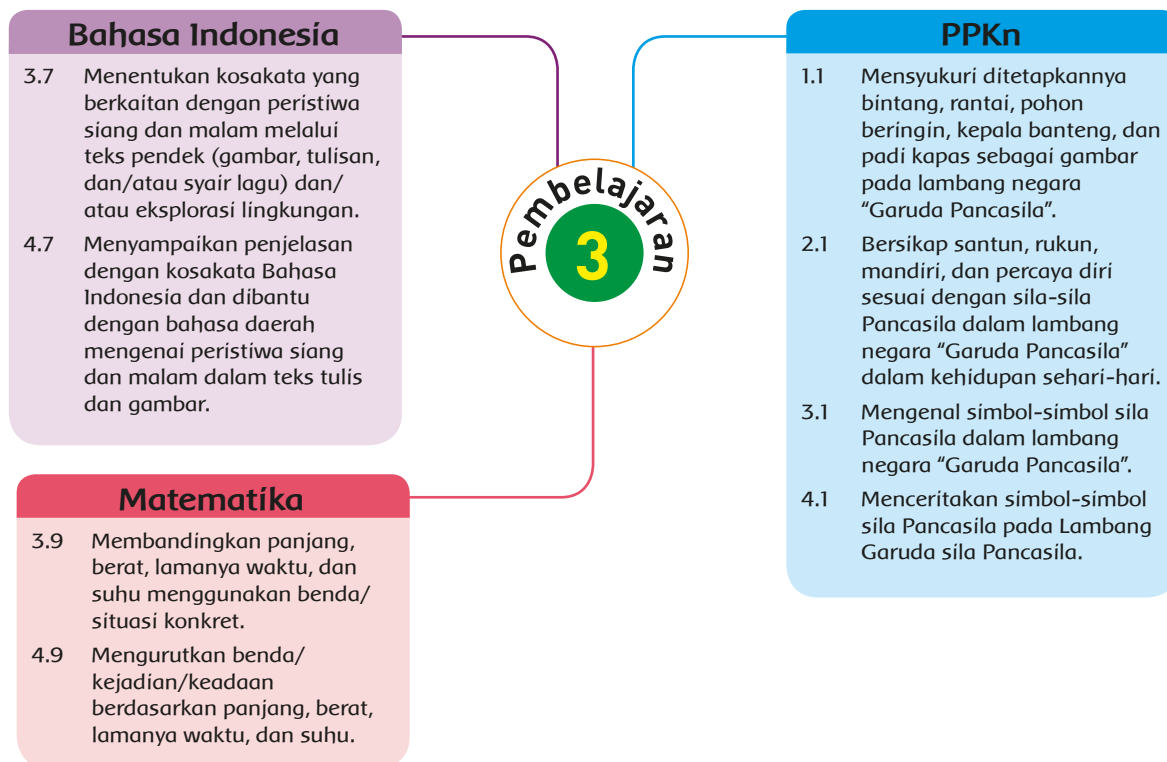 Bahasa Indonesia
3.7 Menentukan kosakata yang
berkaitan dengan peristiwa
siang dan malam melalui
teks pendek (gambar, tulisan,
dan/atau syair lagu) dan/
atau eksplorasi lingkungan.
4.7 Menyampaikan penjelasan
dengan kosakata Bahasa
Indonesia dan dibantu
dengan bahasa daerah
mengenai peristiwa siang
dan malam dalam teks tulis
dan gambar.
Pembelajaran
3
PPKn
1.1 Mensyukuri ditetapkannya
bintang, rantai, pohon
beringin, kepala banteng, dan
padi kapas sebagai gambar
pada lambang negara
“Garuda Pancasila”.
2.1 Bersikap santun, rukun,
mandiri, dan percaya diri
sesuai dengan sila-sila
Pancasila dalam lambang
negara “Garuda Pancasila”
dalam kehidupan sehari-hari.
3.1 Mengenal simbol-simbol sila
Pancasila dalam lambang
negara “Garuda Pancasila”.
4.1 Menceritakan simbol-simbol
sila Pancasila pada Lambang
Garuda sila Pancasila.
Matematika
3.9 Membandingkan panjang,
berat, lamanya waktu, dan
suhu menggunakan benda/
situasi konkret.
4.9 Mengurutkan benda/
kejadian/keadaan
berdasarkan panjang, berat,
lamanya waktu, dan suhu.